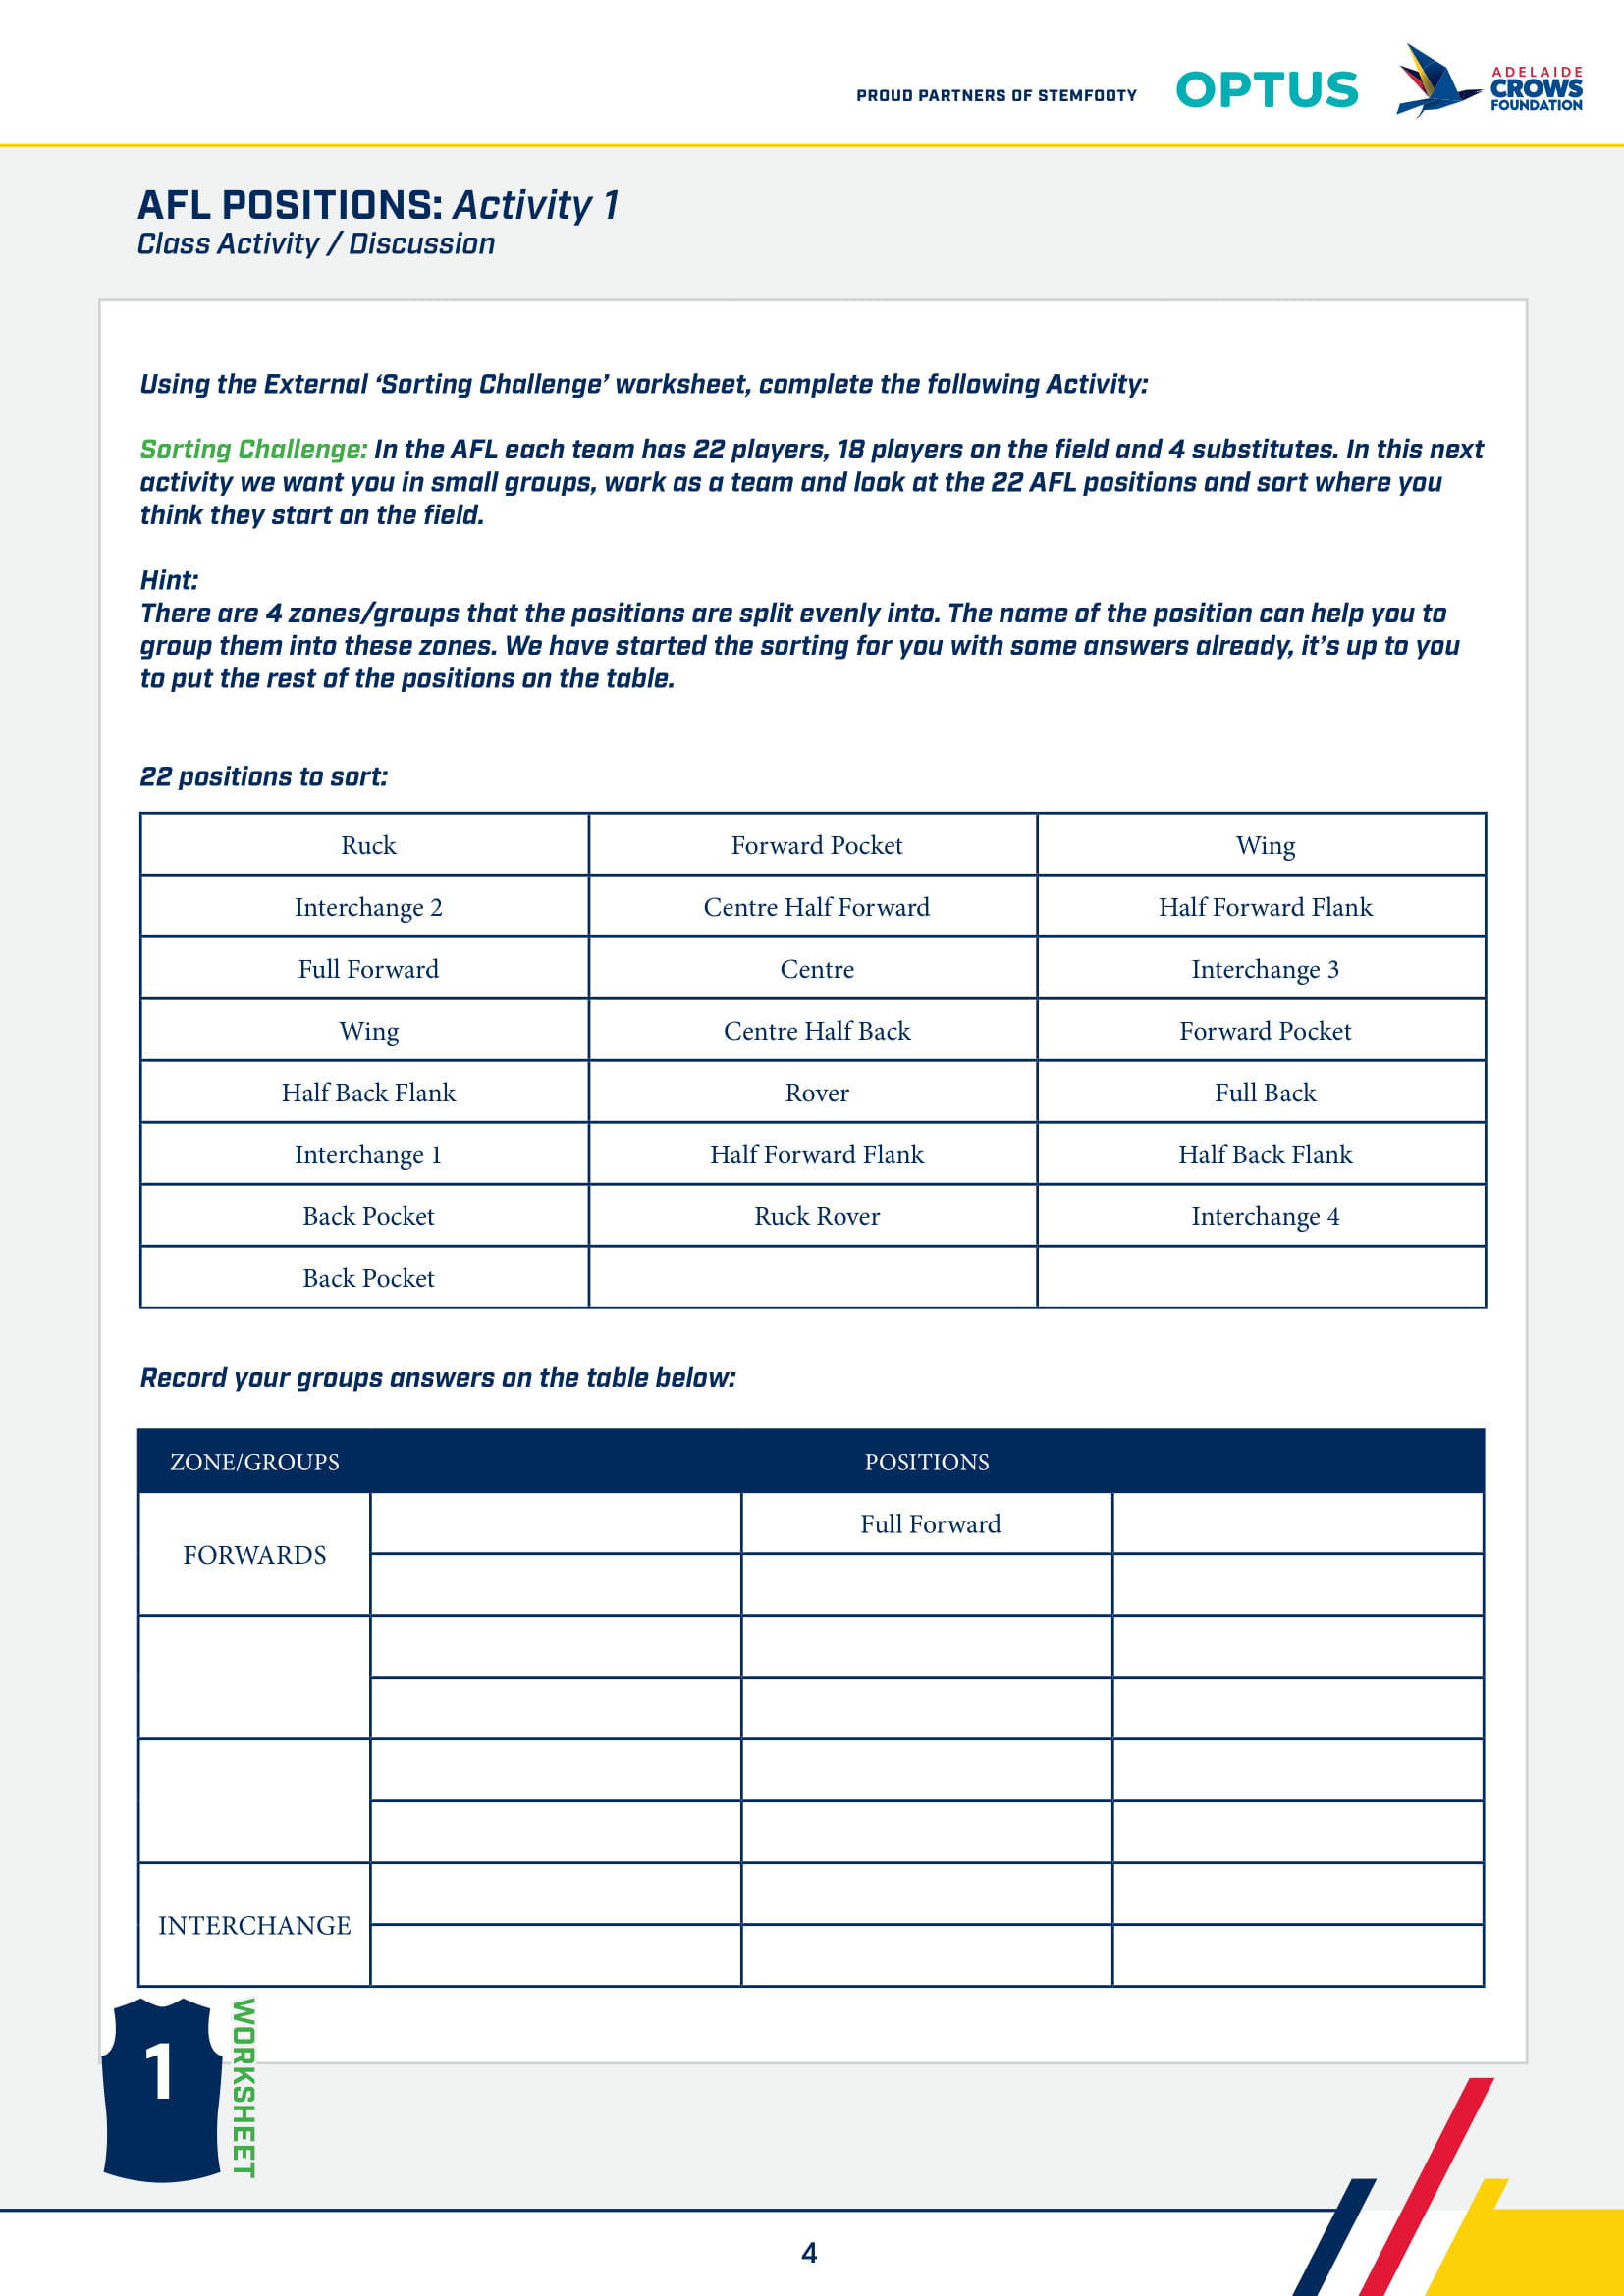 PROUD PARTNERS OF STEMFOOTY
OPTUS
ADELAIDE
CROWS
FOUNDATION
AFL POSITIONS: Activity 1
Class Activity / Discussion
Using the External ‘Sorting Challenge’ worksheet, complete the following Activity:
Sorting Challenge: In the AFL each team has 22 players, 18 players on the field and 4 substitutes. In this next
activity we want you in small groups, work as a team and look at the 22 AFL positions and sort where you
think they start on the field.
Hint:
There are 4 zones/groups that the positions are split evenly into. The name of the position can help you to
group them into these zones. We have started the sorting for you with some answers already, it’s up to you
to put the rest of the positions on the table.
22 positions to sort:
Ruck Forward Pocket Wing
Interchange 2 Centre Half Forward Half Forward Flank
Full Forward Centre Interchange 3
Wing Centre Half Back Forward Pocket
Half Back Flank Rover Full Back
Interchange 1 Half Forward Flank Half Back Flank
Back Pocket Ruck Rover Interchange 4
Back Pocket
Record your groups answers on the table below:
ZONE/GROUPS POSITIONS
FORWARDS Full Forward
INTERCHANGE
1
WORKSHEET
4